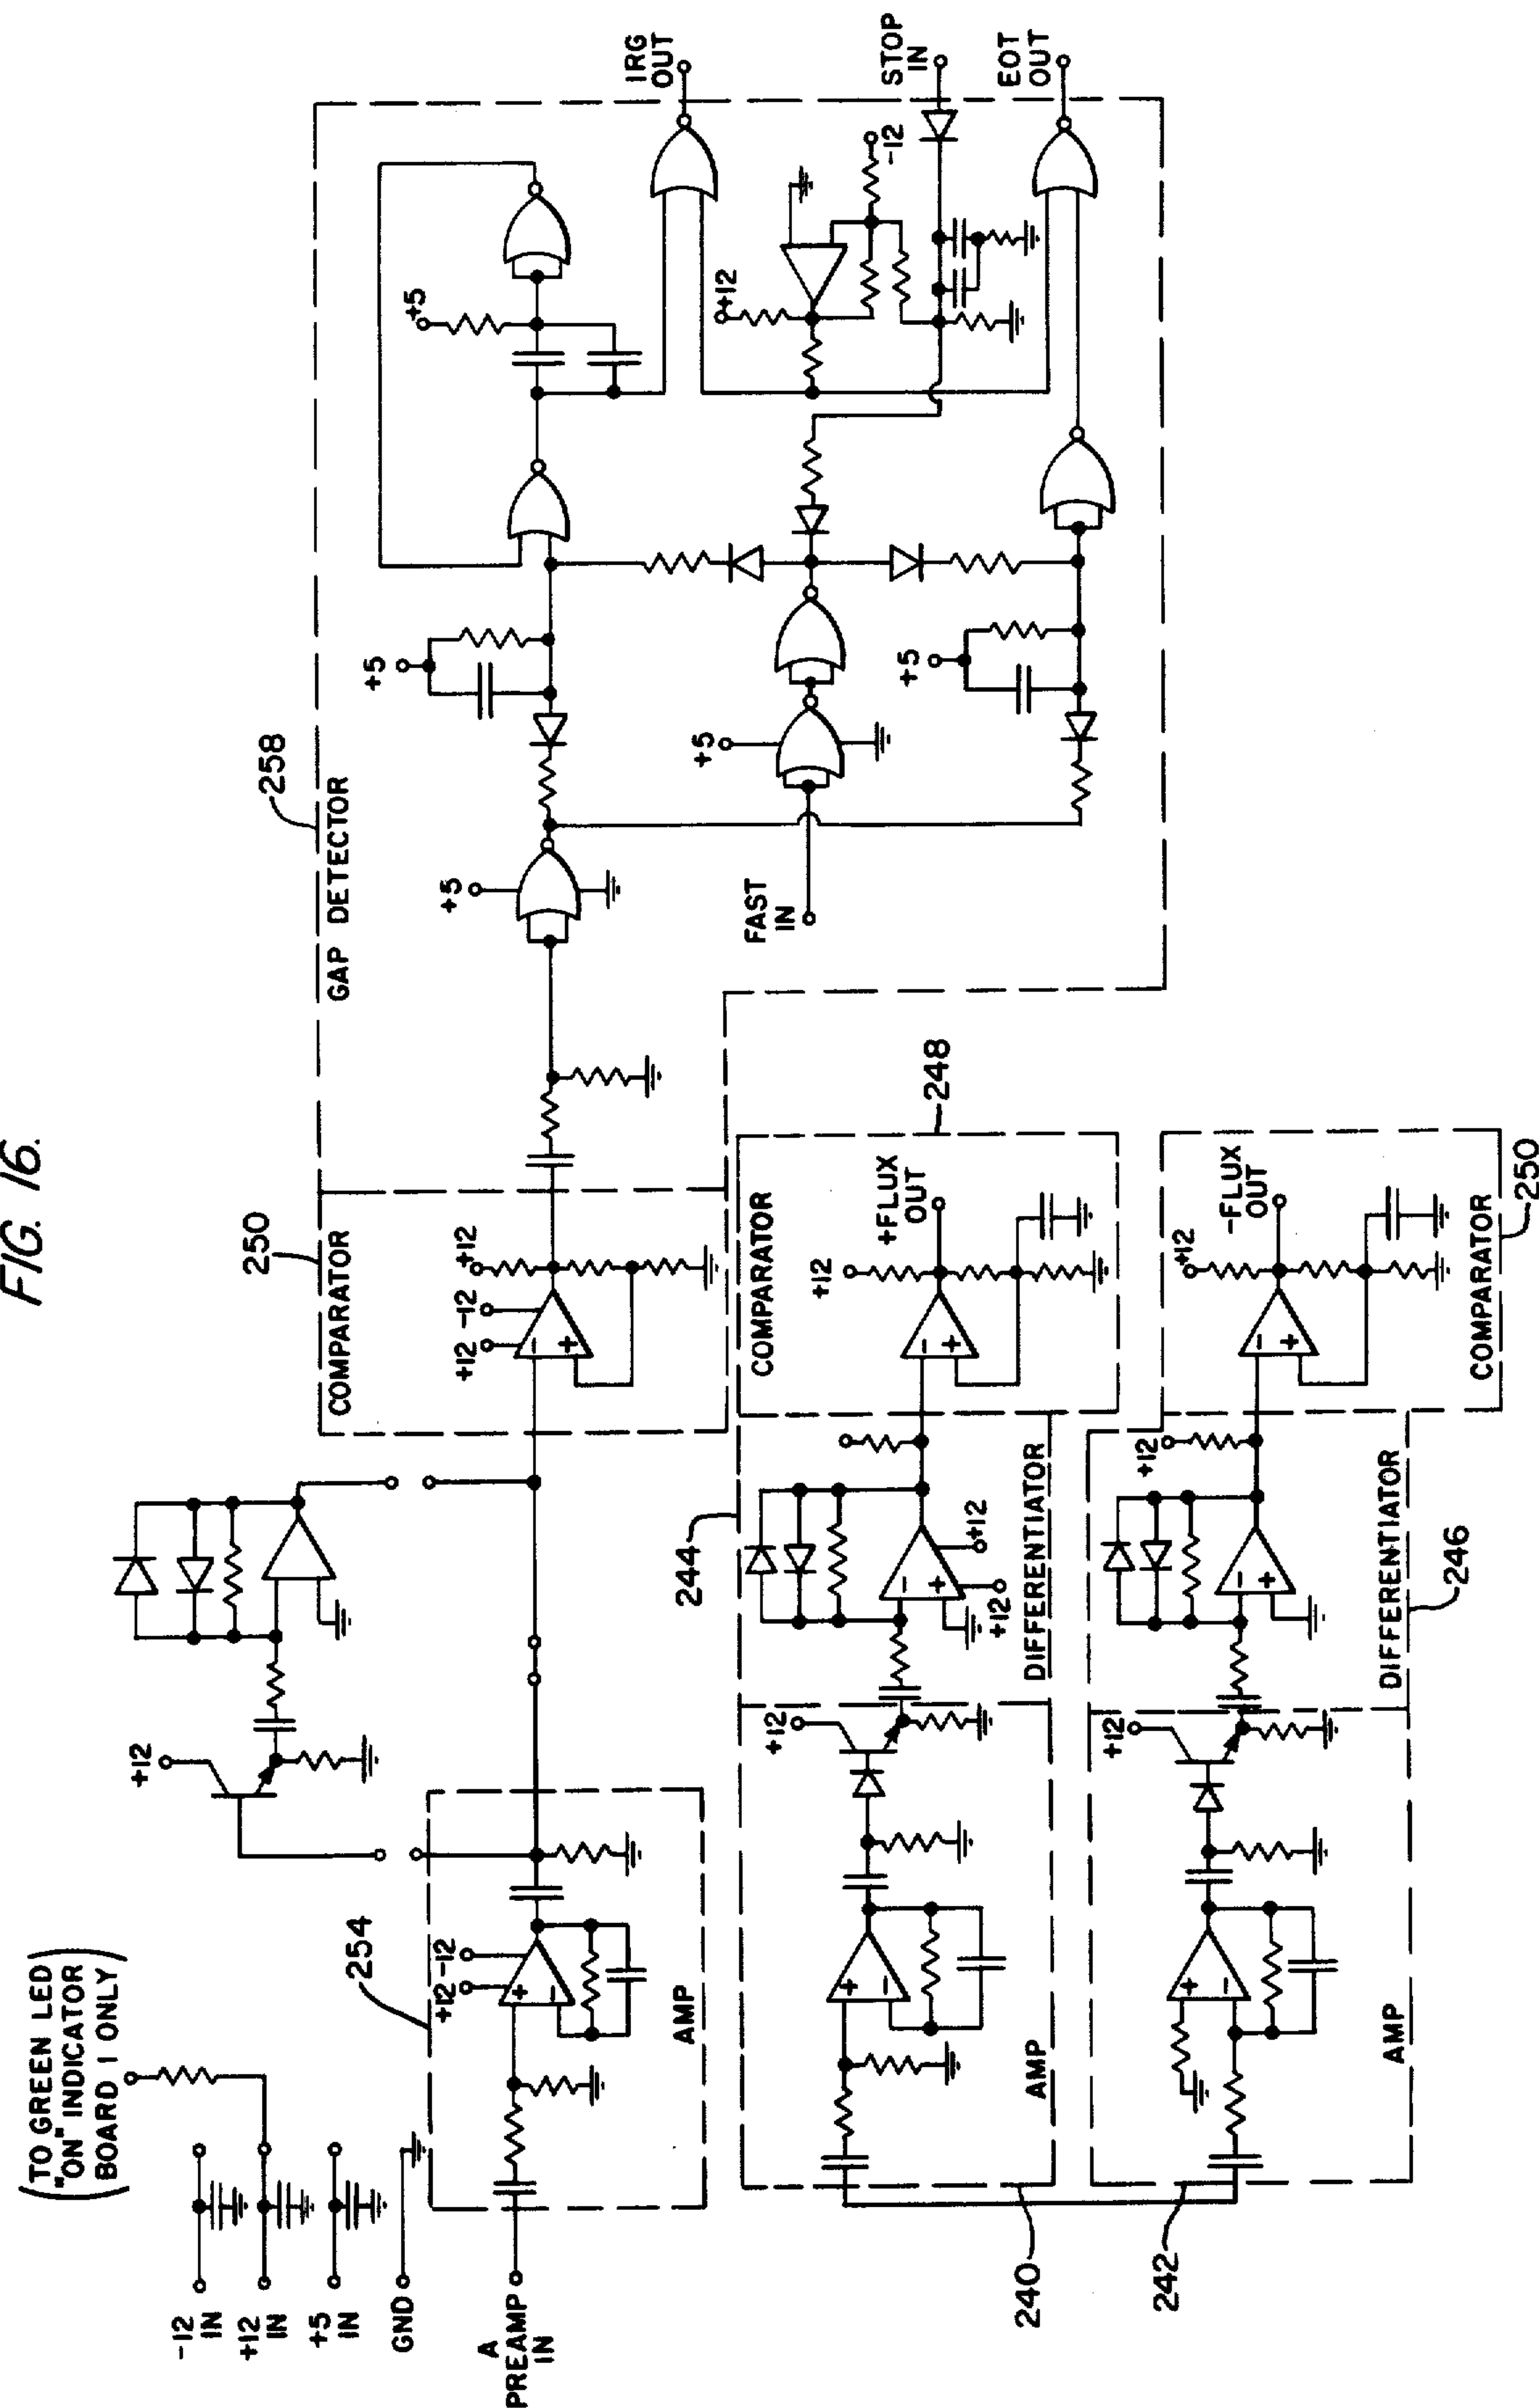 FIG. 16.
(TO GREEN LED
"ON" INDICATOR
BOARD 1 ONLY)
-12
IN
+12
IN
+5
IN
GND
A
PREAMP
IN
254
+12
-12
+
-
AMP
+12
250
COMPARATOR
+12
-12
+12
-
+
258
GAP DETECTOR
+5
+5
+5
IRG
OUT
FAST
IN
+5
+5
+12
-12
STOP
IN
EOT
OUT
240
+
-
AMP
+12
244
-
+
+12
+12
DIFFERENTIATOR
248
COMPARATOR
-
+
+12
+FLUX
OUT
242
+
-
AMP
+12
246
-
+
+12
DIFFERENTIATOR
250
COMPARATOR
-
+
+12
-FLUX
OUT